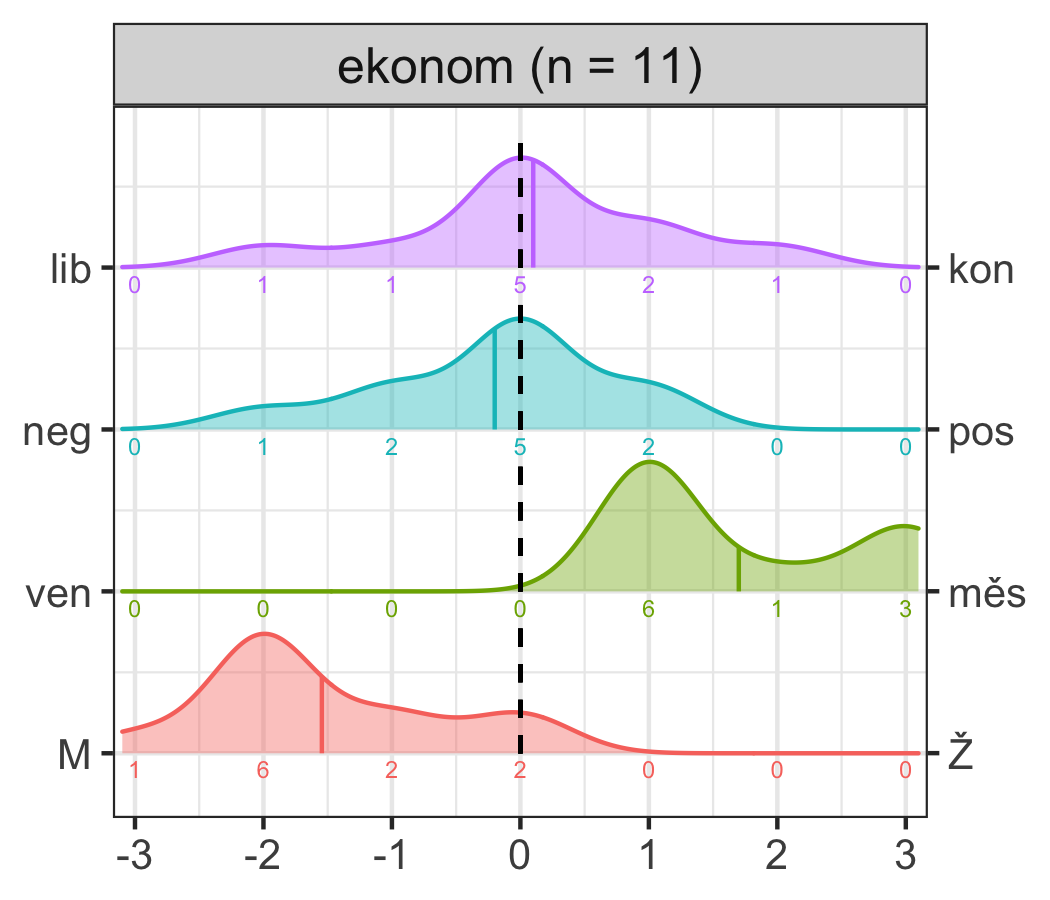 ekonom (n = 11)
lib kon
0 1 1 5 2 1 0
neg pos
0 1 2 5 2 0 0
ven měs
0 0 0 0 6 1 3
M Ž
1 6 2 2 0 0 0
-3 -2 -1 0 1 2 3